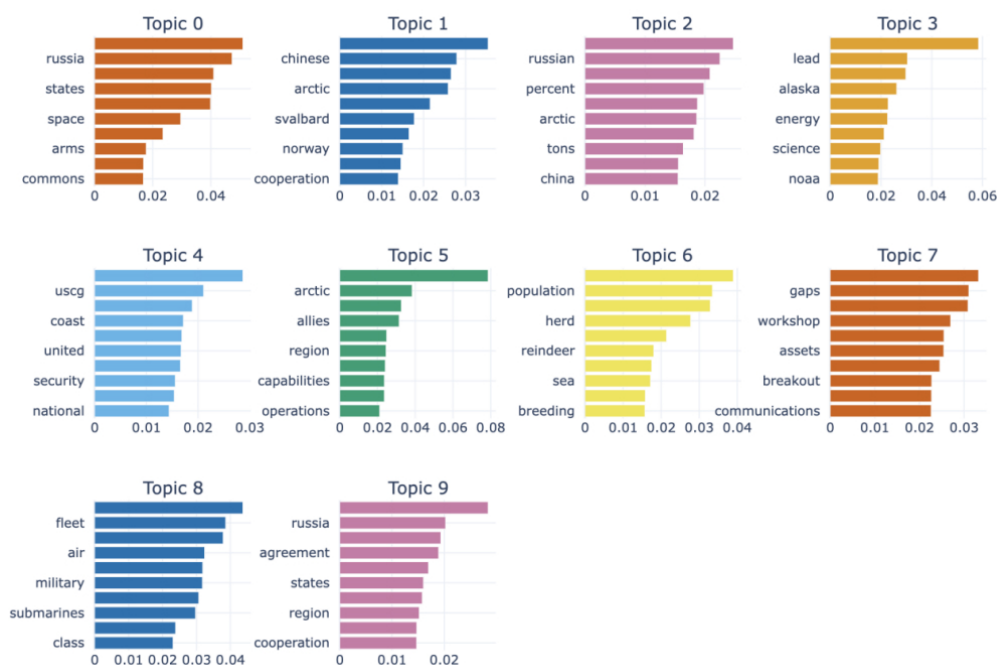 Topic 0
russia
states
space
arms
commons
0 0.02 0.04
Topic 1
chinese
arctic
svalbard
norway
cooperation
0 0.01 0.02 0.03
Topic 2
russian
percent
arctic
tons
china
0 0.01 0.02
Topic 3
lead
alaska
energy
science
noaa
0 0.02 0.04 0.06
Topic 4
uscg
coast
united
security
national
0 0.01 0.02 0.03
Topic 5
arctic
allies
region
capabilities
operations
0 0.02 0.04 0.06 0.08
Topic 6
population
herd
reindeer
sea
breeding
0 0.01 0.02 0.03 0.04
Topic 7
gaps
workshop
assets
breakout
communications
0 0.01 0.02 0.03
Topic 8
fleet
air
military
submarines
class
0 0.01 0.02 0.03 0.04
Topic 9
russia
agreement
states
region
cooperation
0 0.01 0.02